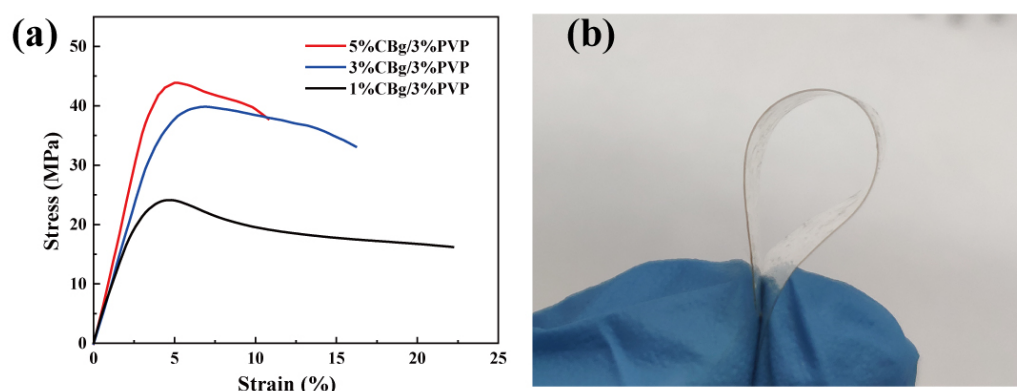 (a)
50
40
30
20
10
0
Stress (MPa)
5%CBg/3%PVP
3%CBg/3%PVP
1%CBg/3%PVP
0 5 10 15 20 25
Strain (%)
(b)